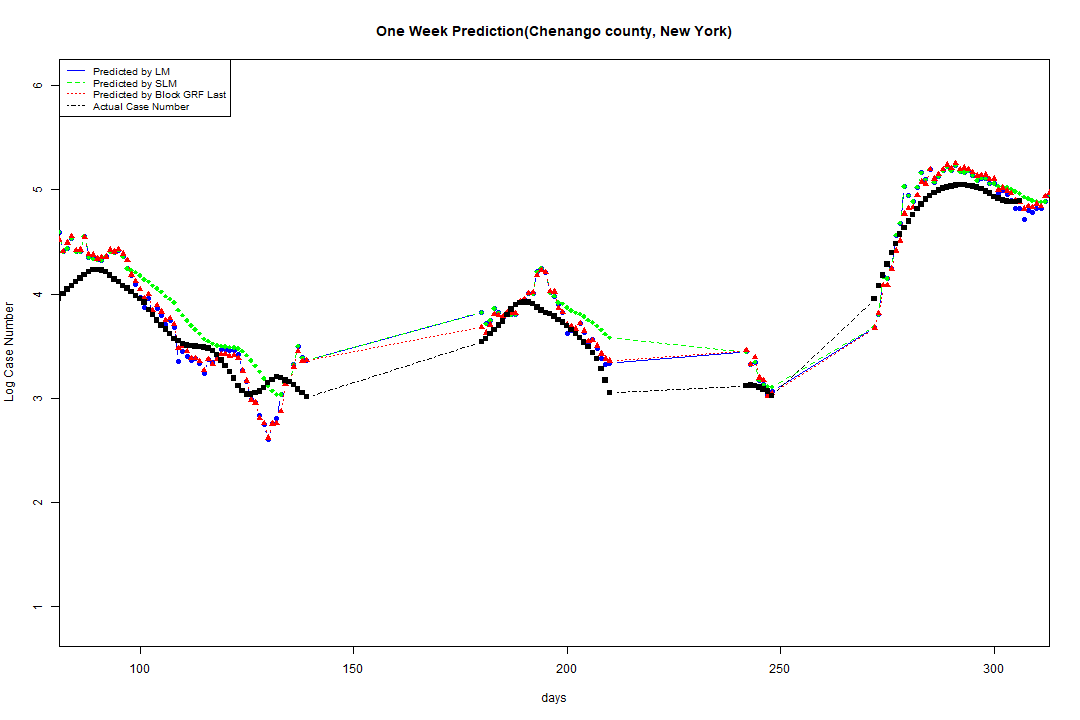 One Week Prediction(Chenango county, New York)
Predicted by LM
Predicted by SLM
Predicted by Block GRF Last
Actual Case Number
6
5
4
3
2
1
Log Case Number
100 150 200 250 300
days